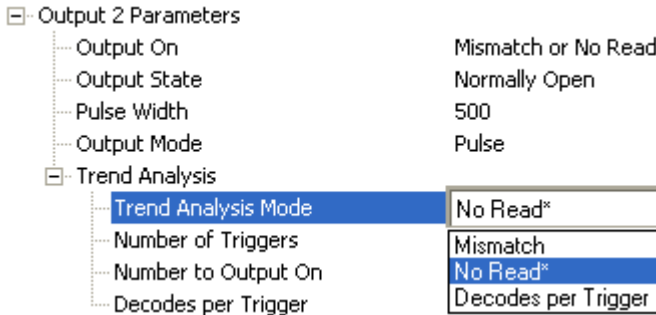 Output 2 Parameters
Output On Mismatch or No Read
Output State Normally Open
Pulse Width 500
Output Mode Pulse
Trend Analysis
Trend Analysis Mode No Read*
Number of Triggers Mismatch
Number to Output On No Read*
Decodes per Trigger Decodes per Trigger